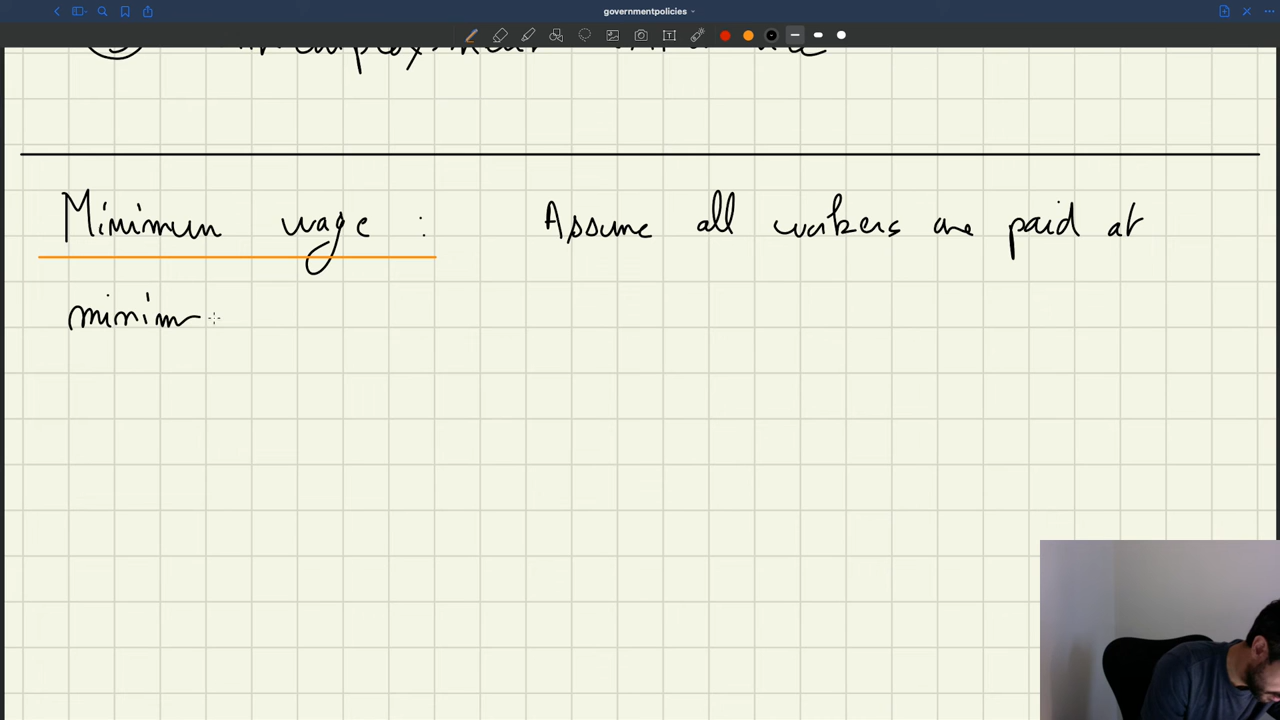 governmentpolicies
Minimum wage : Assume all workers are paid at
minim